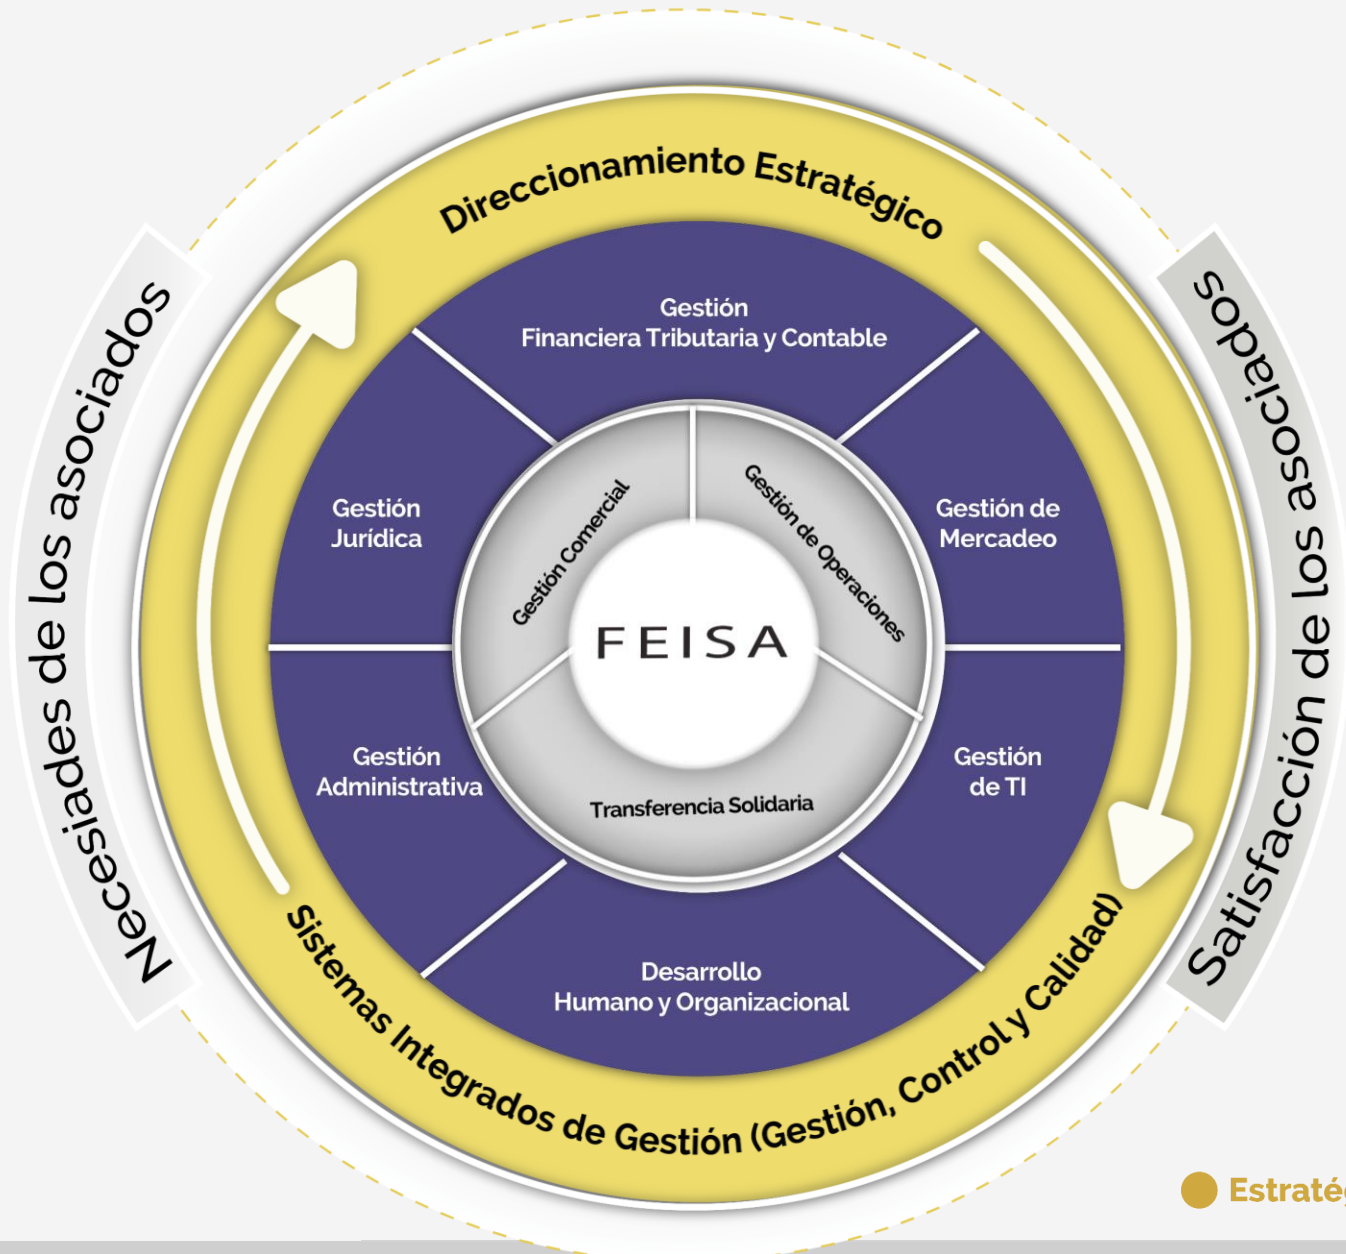 Direccionamiento Estratégico
Necesiades de los asociados
Satisfacción de los asociados
Gestión
Financiera Tributaria y Contable
Gestión
Jurídica
Gestión de
Mercadeo
Gestión Comercial
Gestión de Operaciones
FEISA
Transferencia Solidaria
Gestión
Administrativa
Gestión
de TI
Desarrollo
Humano y Organizacional
Sistemas Integrados de Gestión (Gestión, Control y Calidad)